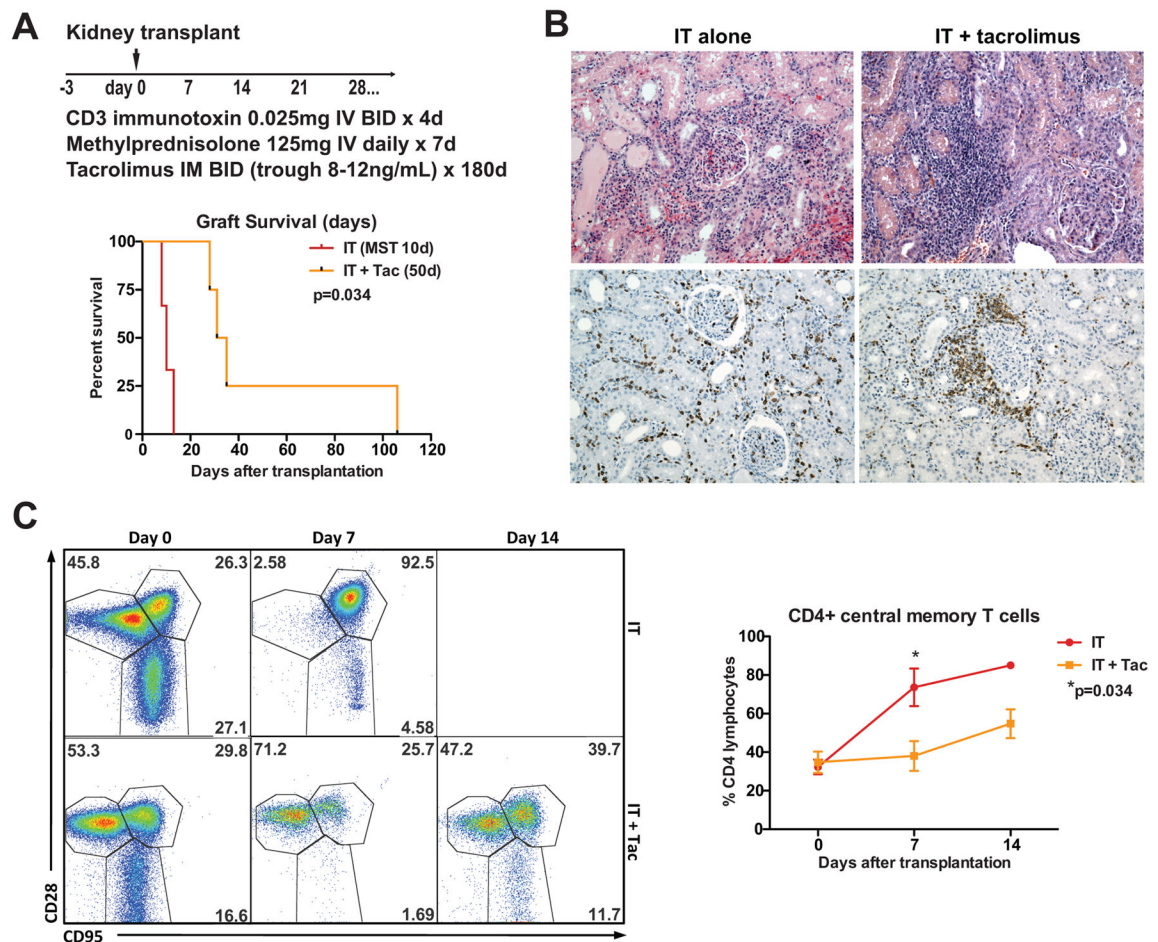 A
Kidney transplant
-3 day 0 7 14 21 28...
CD3 immunotoxin 0.025mg IV BID x 4d
Methylprednisolone 125mg IV daily x 7d
Tacrolimus IM BID (trough 8-12ng/mL) x 180d
Graft Survival (days)
IT (MST 10d)
IT + Tac (50d)
p=0.034
Percent survival
100
75
50
25
0
0 20 40 60 80 100 120
Days after transplantation
B
IT alone IT + tacrolimus
C
Day 0 Day 7 Day 14
45.8 26.3 2.58 92.5
IT
27.1 4.58
53.3 29.8 71.2 25.7 47.2 39.7
IT + Tac
16.6 1.69 11.7
CD28
CD95
CD4+ central memory T cells
% CD4 lymphocytes
100
80
60
40
20
0
*
IT
IT + Tac
*p=0.034
0 7 14
Days after transplantation